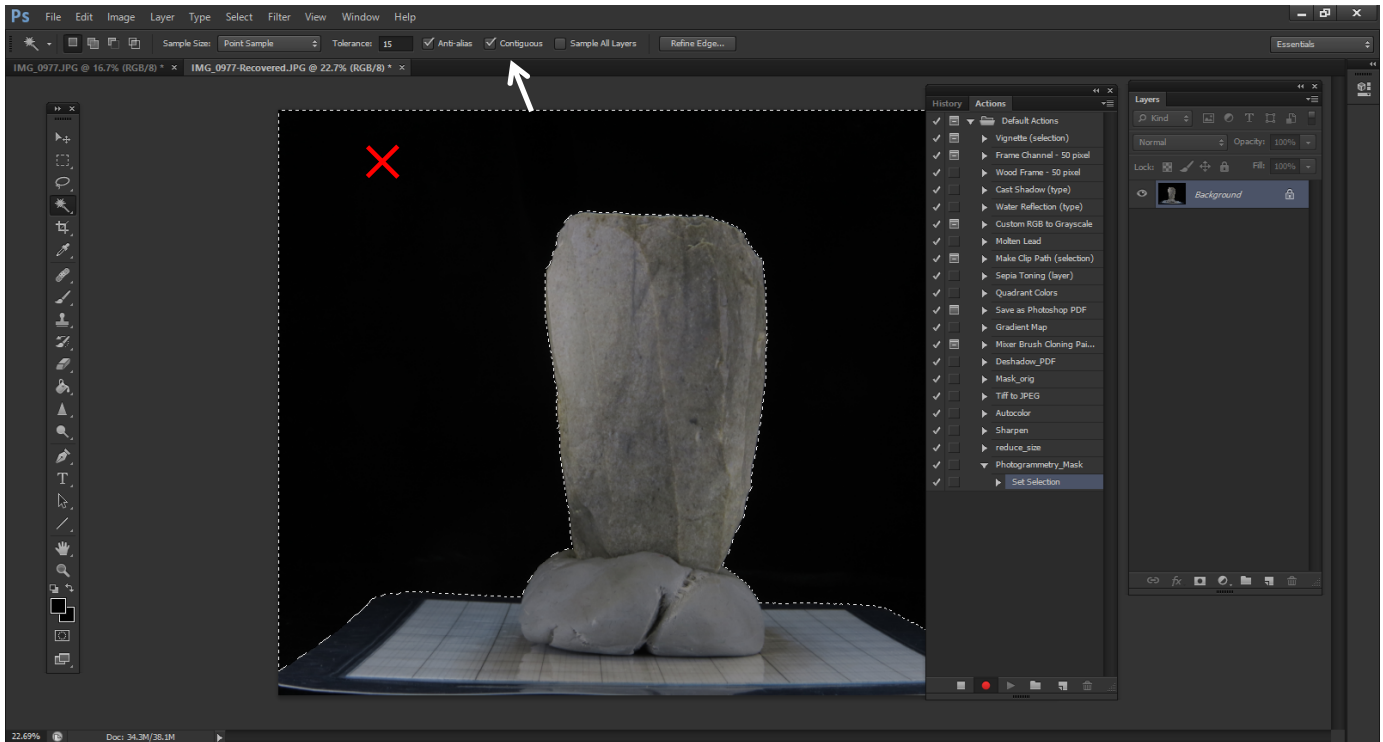 Ps File Edit Image Layer Type Select Filter View Window Help
Sample Size: Point Sample Tolerance: 15 Anti-alias Contiguous Sample All Layers Refine Edge... Essentials
IMG_0977.JPG @ 16.7% (RGB/8) * × IMG_0977-Recovered.JPG @ 22.7% (RGB/8) * ×
History Actions
Default Actions
Vignette (selection)
Frame Channel - 50 pixel
Wood Frame - 50 pixel
Cast Shadow (type)
Water Reflection (type)
Custom RGB to Grayscale
Molten Lead
Make Clip Path (selection)
Sepia Toning (layer)
Quadrant Colors
Save as Photoshop PDF
Gradient Map
Mixer Brush Cloning Pai...
Deshadow_PDF
Mask_orig
Tiff to JPEG
Autocolor
Sharpen
reduce_size
Photogrammetry_Mask
Set Selection
Layers
Kind
Normal Opacity: 100%
Lock: Fill: 100%
Background
22.69% Doc: 34.3M/38.1M